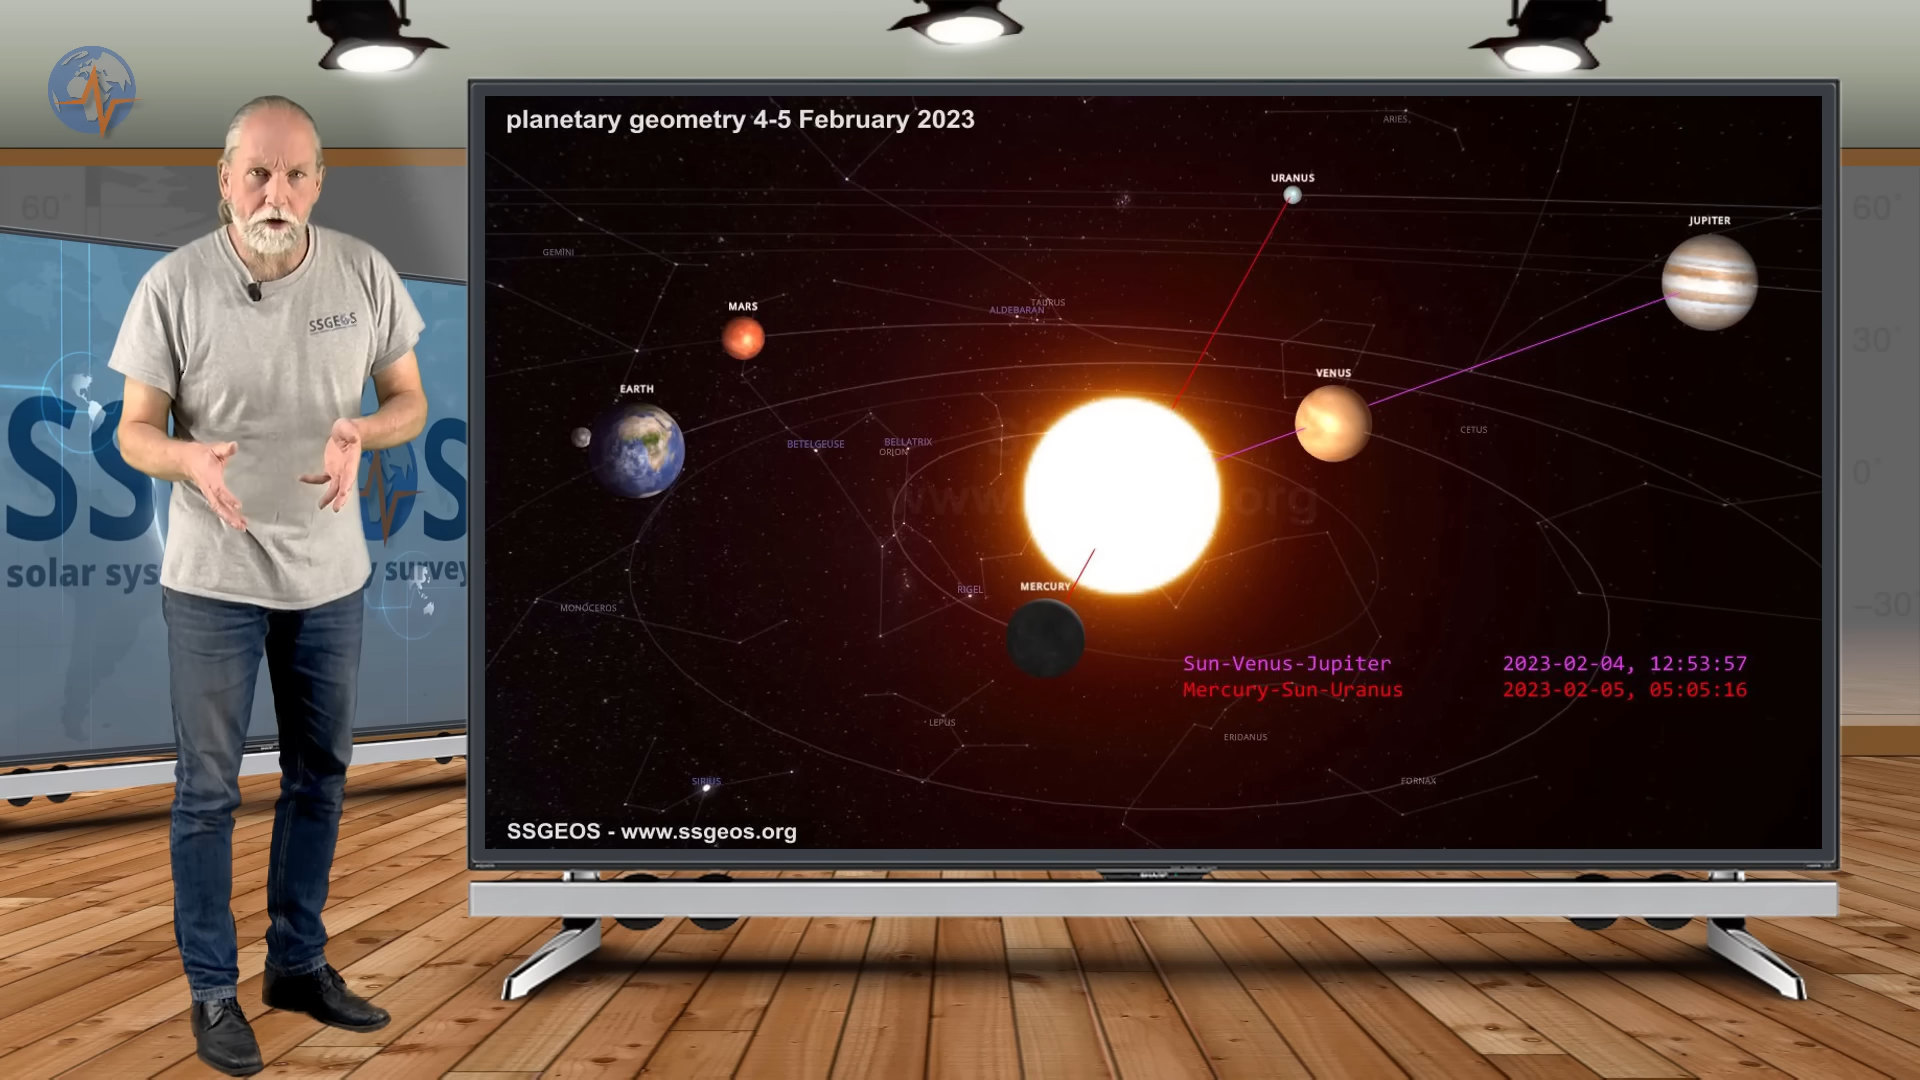 planetary geometry 4-5 February 2023
ARIES
URANUS
JUPITER
GEMINI
MARS
TAURUS
ALDEBARAN
VENUS
EARTH
SSGEOS
CETUS
BETELGEUSE
BELLATRIX
ORION
www. .org
MERCURY
RIGEL
MONOCEROS
Sun-Venus-Jupiter 2023-02-04, 12:53:57
Mercury-Sun-Uranus 2023-02-05, 05:05:16
LEPUS
ERIDANUS
SIRIUS
FORNAX
SSGEOS - www.ssgeos.org
60°
60°
30°
0°
-30°
SS S
solar sys y survey